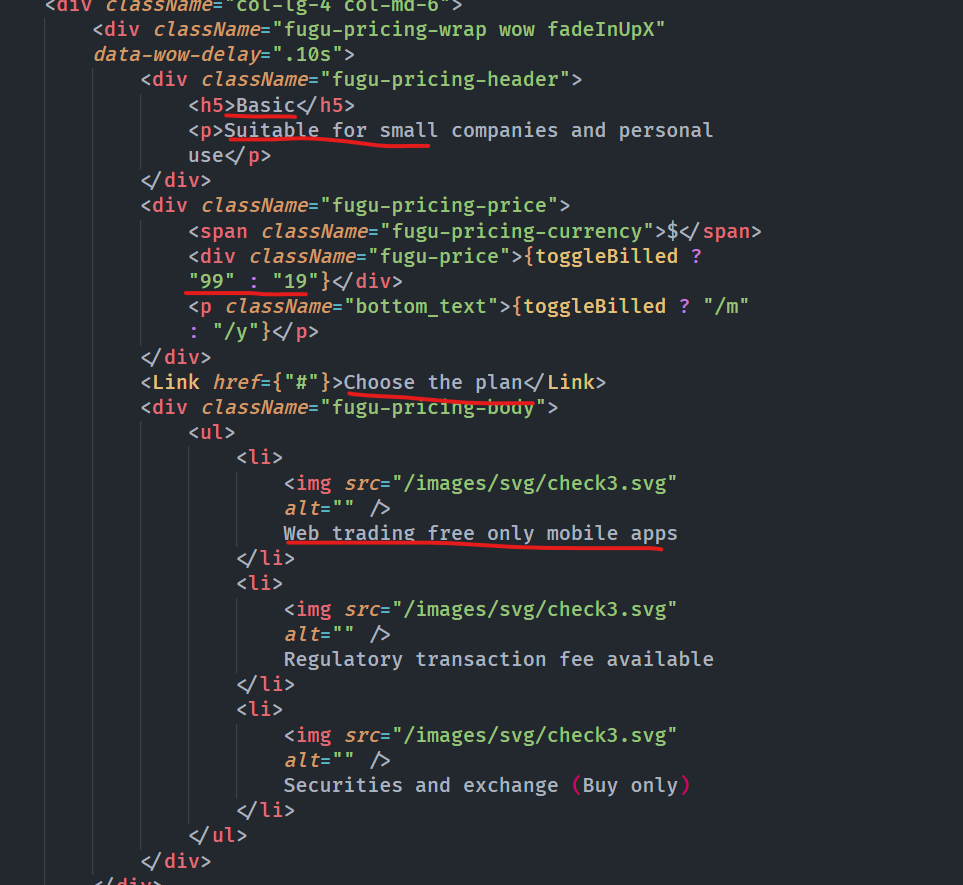 <div className="col-lg-4 col-md-6">
<div className="fugu-pricing-wrap wow fadeInUpX"
data-wow-delay=".10s">
<div className="fugu-pricing-header">
<h5>Basic</h5>
<p>Suitable for small companies and personal
use</p>
</div>
<div className="fugu-pricing-price">
<span className="fugu-pricing-currency">$</span>
<div className="fugu-price">{toggleBilled ?
"99" : "19"}</div>
<p className="bottom_text">{toggleBilled ? "/m"
: "/y"}</p>
</div>
<Link href={"#"}>Choose the plan</Link>
<div className="fugu-pricing-body">
<ul>
<li>
<img src="/images/svg/check3.svg"
alt="" />
Web trading free only mobile apps
</li>
<li>
<img src="/images/svg/check3.svg"
alt="" />
Regulatory transaction fee available
</li>
<li>
<img src="/images/svg/check3.svg"
alt="" />
Securities and exchange (Buy only)
</li>
</ul>
</div>
</div>